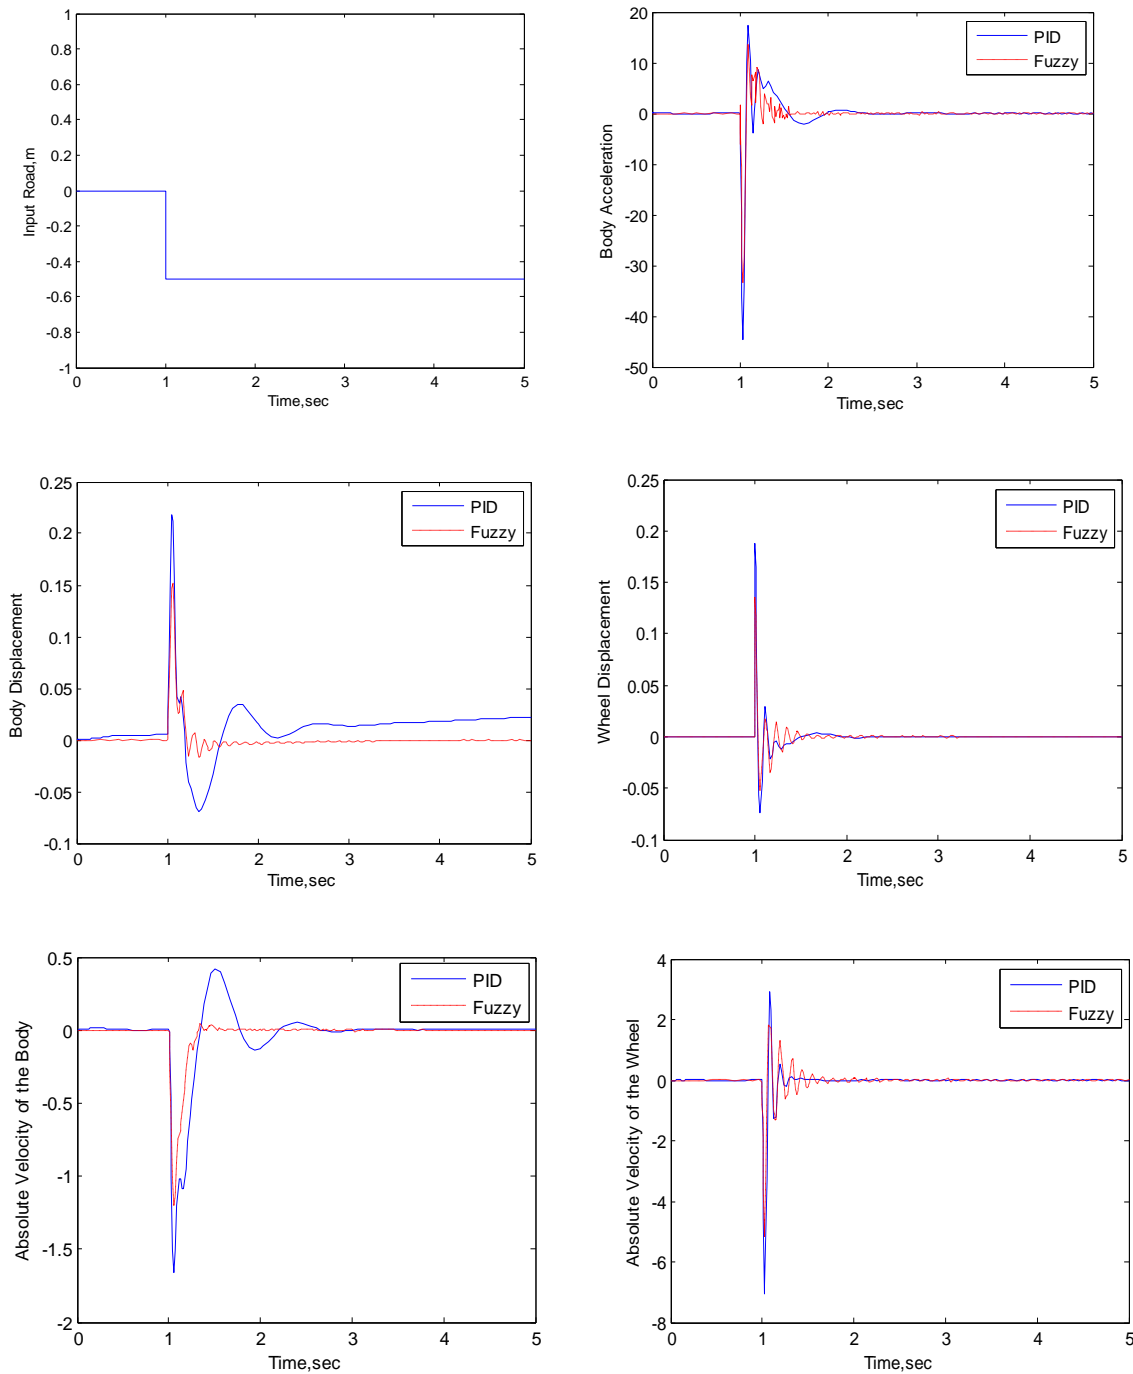 1
0.8
0.6
0.4
0.2
0
-0.2
-0.4
-0.6
-0.8
-1
Input Road,m
0 1 2 3 4 5
Time,sec
20
10
0
-10
-20
-30
-40
-50
Body Acceleration
PID
Fuzzy
0 1 2 3 4 5
Time,sec
0.25
0.2
0.15
0.1
0.05
0
-0.05
-0.1
Body Displacement
PID
Fuzzy
0 1 2 3 4 5
Time,sec
0.25
0.2
0.15
0.1
0.05
0
-0.05
-0.1
Wheel Displacement
PID
Fuzzy
0 1 2 3 4 5
Time,sec
0.5
0
-0.5
-1
-1.5
-2
Absolute Velocity of the Body
PID
Fuzzy
0 1 2 3 4 5
Time,sec
4
2
0
-2
-4
-6
-8
Absolute Velocity of the Wheel
PID
Fuzzy
0 1 2 3 4 5
Time,sec